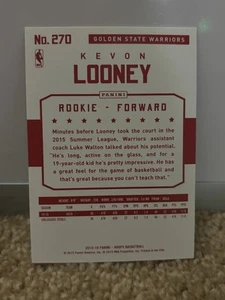 No. 270
GOLDEN STATE WARRIORS
KEVON
LOONEY
PANINI
ROOKIE - FORWARD
Minutes before Looney took the court in the
2015 Summer League, Warriors assistant
coach Luke Walton talked about his potential.
"He's long, active on the glass, and for a
19-year-old kid he's pretty impressive. He has
a great feel for the game of basketball and
that's great because you can't teach that."